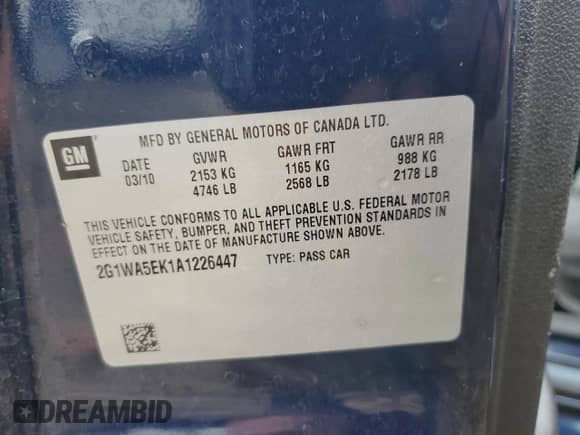 GM
MFD BY GENERAL MOTORS OF CANADA LTD.
DATE GVWR GAWR FRT GAWR RR
03/10 2153 KG 1165 KG 988 KG
4746 LB 2568 LB 2178 LB
THIS VEHICLE CONFORMS TO ALL APPLICABLE U.S. FEDERAL MOTOR
VEHICLE SAFETY, BUMPER, AND THEFT PREVENTION STANDARDS IN
EFFECT ON THE DATE OF MANUFACTURE SHOWN ABOVE.
2G1WA5EK1A1226447 TYPE: PASS CAR
DREAMBID